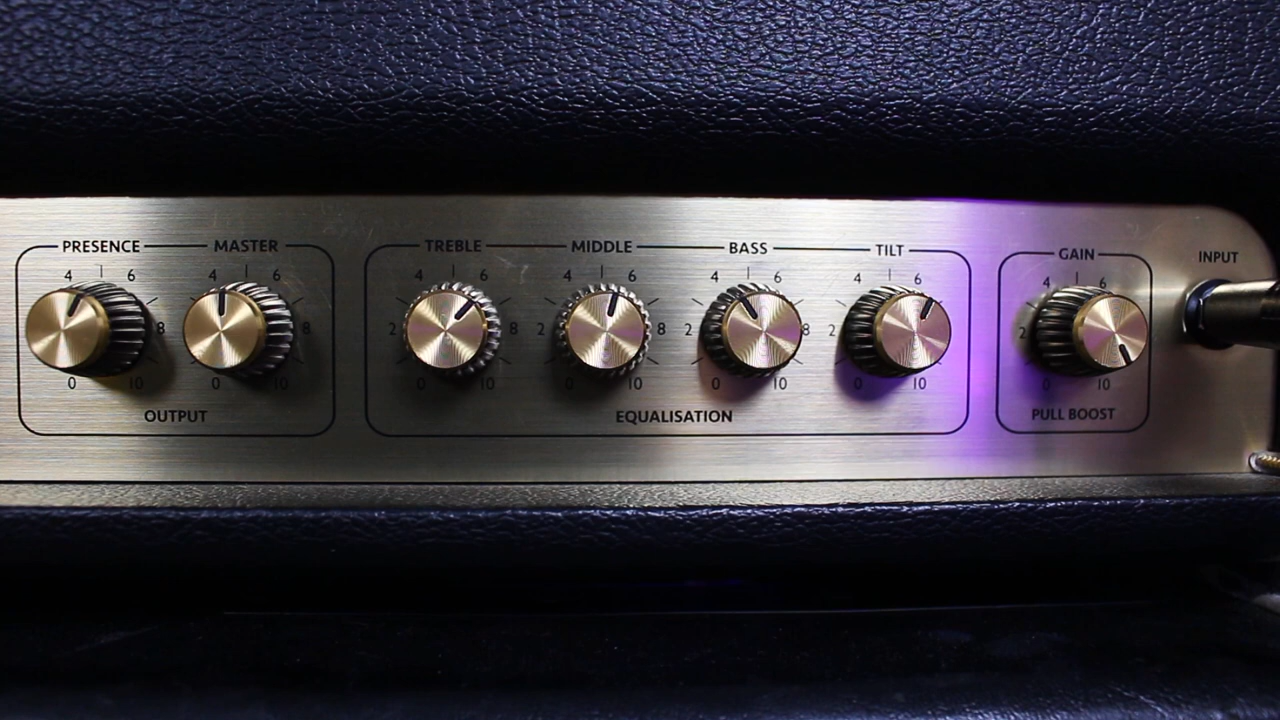 PRESENCE MASTER TREBLE MIDDLE BASS TILT GAIN INPUT
4 6 4 6 4 6 4 6 4 6 4 6 4 6
8 8 2 8 2 8 2 8 2 2
0 10 0 10 0 10 0 10 0 10 0 10 0 10
OUTPUT EQUALISATION PULL BOOST